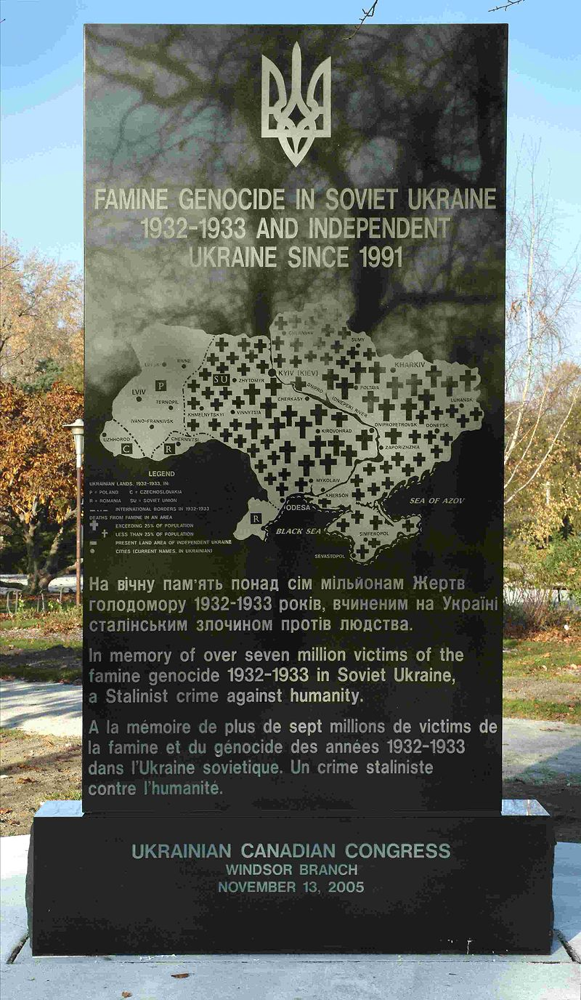 FAMINE GENOCIDE IN SOVIET UKRAINE
1932-1933 AND INDEPENDENT
UKRAINE SINCE 1991
CHERNIHIV
SUMY
RIVNE
KYIV (KIEV)
KHARKIV
SU
ZHYTOMYR
P
DNIPRO (DNIEPER) RIVER
POLTAVA
LVIV
CHERKASY
LUHANSK
TERNOPIL
KHMELNYTSKYI
VINNYTSIA
IVANO-FRANKIVSK
DNIPROPETROVSK
DONETSK
KIROVOHRAD
UZHHOROD
CHERNIVTSI
C
R
ZAPORIZHZHIA
MYKOLAIV
KHERSON
ODESA
SEA OF AZOV
R
BLACK SEA
SIMFEROPOL
SEVASTOPOL
LEGEND
UKRAINIAN LANDS, 1932-1933, IN:
P = POLAND C = CZECHOSLOVAKIA
R = ROMANIA SU = SOVIET UNION
INTERNATIONAL BORDERS IN 1932-1933
DEATHS FROM FAMINE IN AN AREA
EXCEEDING 25% OF POPULATION
LESS THAN 25% OF POPULATION
PRESENT LAND AREA OF INDEPENDENT UKRAINE
CITIES (CURRENT NAMES, IN UKRAINIAN)
На вічну пам'ять понад сім мільйонам Жертв
голодомору 1932-1933 років, вчиненим на Україні
сталінським злочином протів людства.
In memory of over seven million victims of the
famine genocide 1932-1933 in Soviet Ukraine,
a Stalinist crime against humanity.
A la mémoire de plus de sept millions de victims de
la famine et du génocide des années 1932-1933
dans l'Ukraine sovietique. Un crime staliniste
contre l'humanité.
UKRAINIAN CANADIAN CONGRESS
WINDSOR BRANCH
NOVEMBER 13, 2005